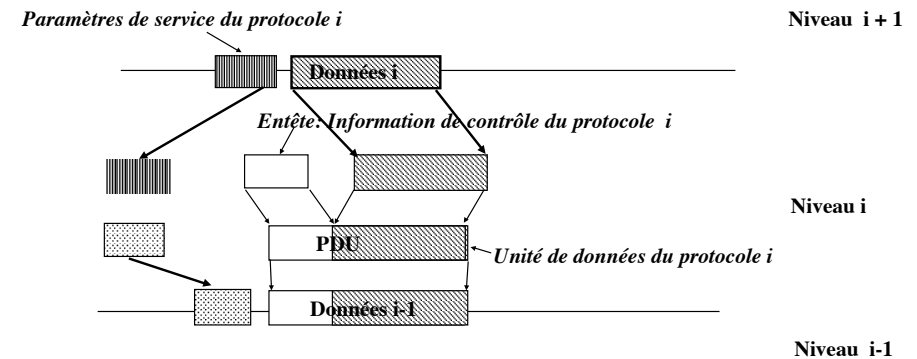 Paramètres de service du protocole i
Niveau i + 1
Données i
Entête: Information de contrôle du protocole i
Niveau i
PDU
Unité de données du protocole i
Données i-1
Niveau i-1